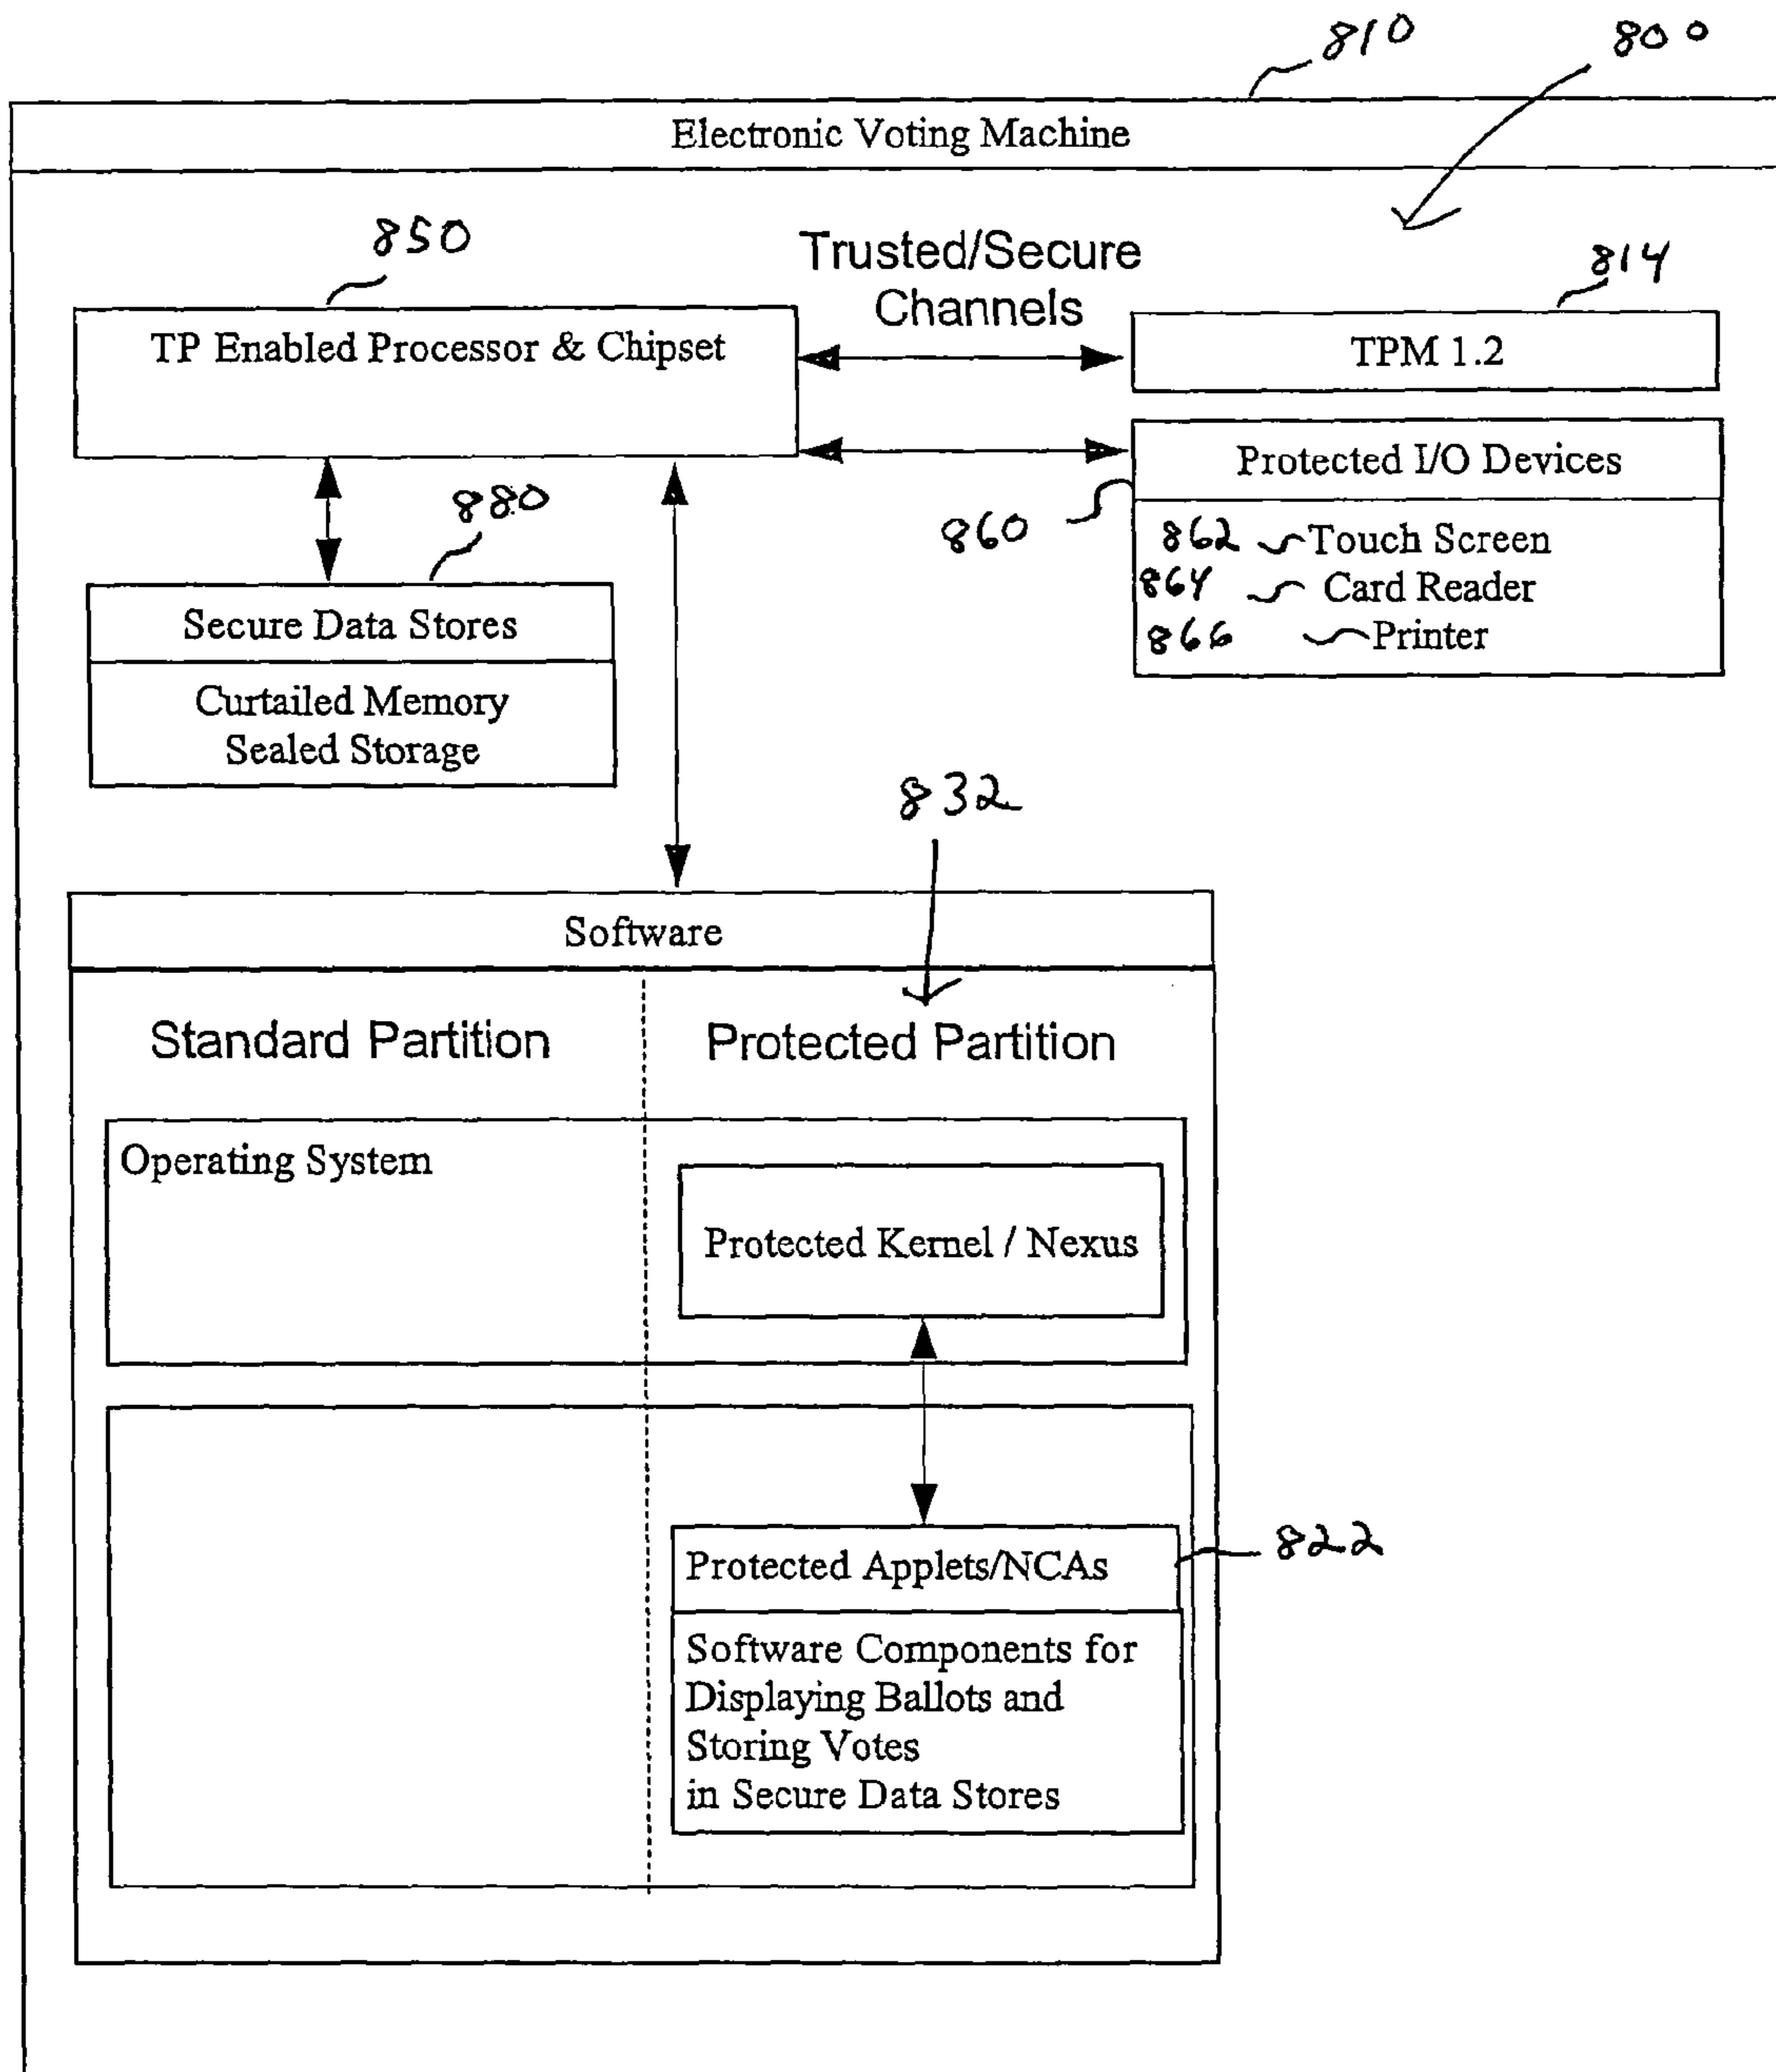 810
800
Electronic Voting Machine
850
Trusted/Secure
Channels
814
TP Enabled Processor & Chipset
TPM 1.2
Protected I/O Devices
880
860
862 Touch Screen
864 Card Reader
866 Printer
Secure Data Stores
Curtailed Memory
Sealed Storage
832
Software
Standard Partition
Protected Partition
Operating System
Protected Kernel / Nexus
822
Protected Applets/NCAs
Software Components for
Displaying Ballots and
Storing Votes
in Secure Data Stores